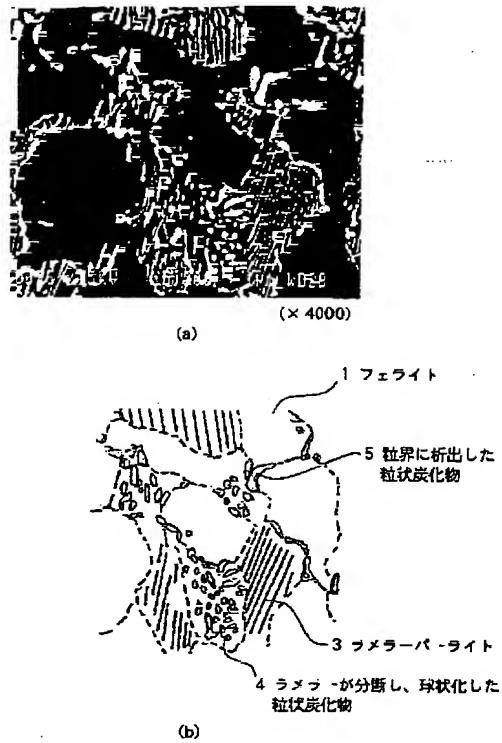 (× 4000)
(a)
1 フェライト
5 粒界に析出した
粒状炭化物
3 ラメラーパーライト
4 ラメラーが分断し、球状化した
粒状炭化物
(b)